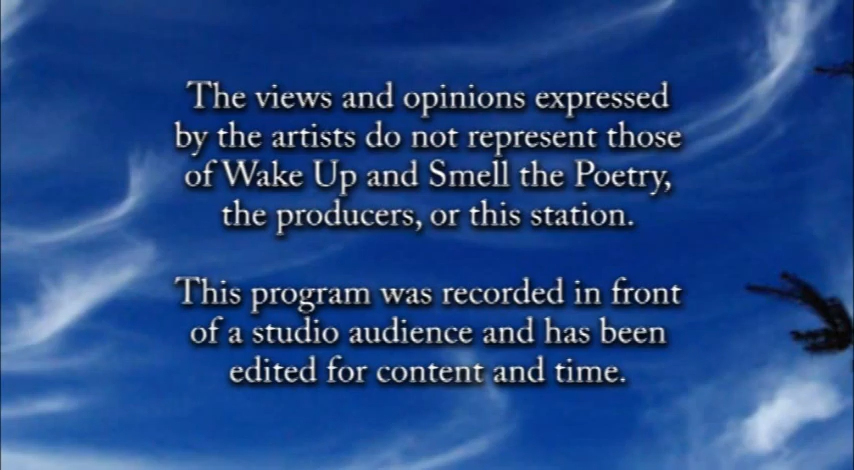 The views and opinions expressed
by the artists do not represent those
of Wake Up and Smell the Poetry,
the producers, or this station.
This program was recorded in front
of a studio audience and has been
edited for content and time.